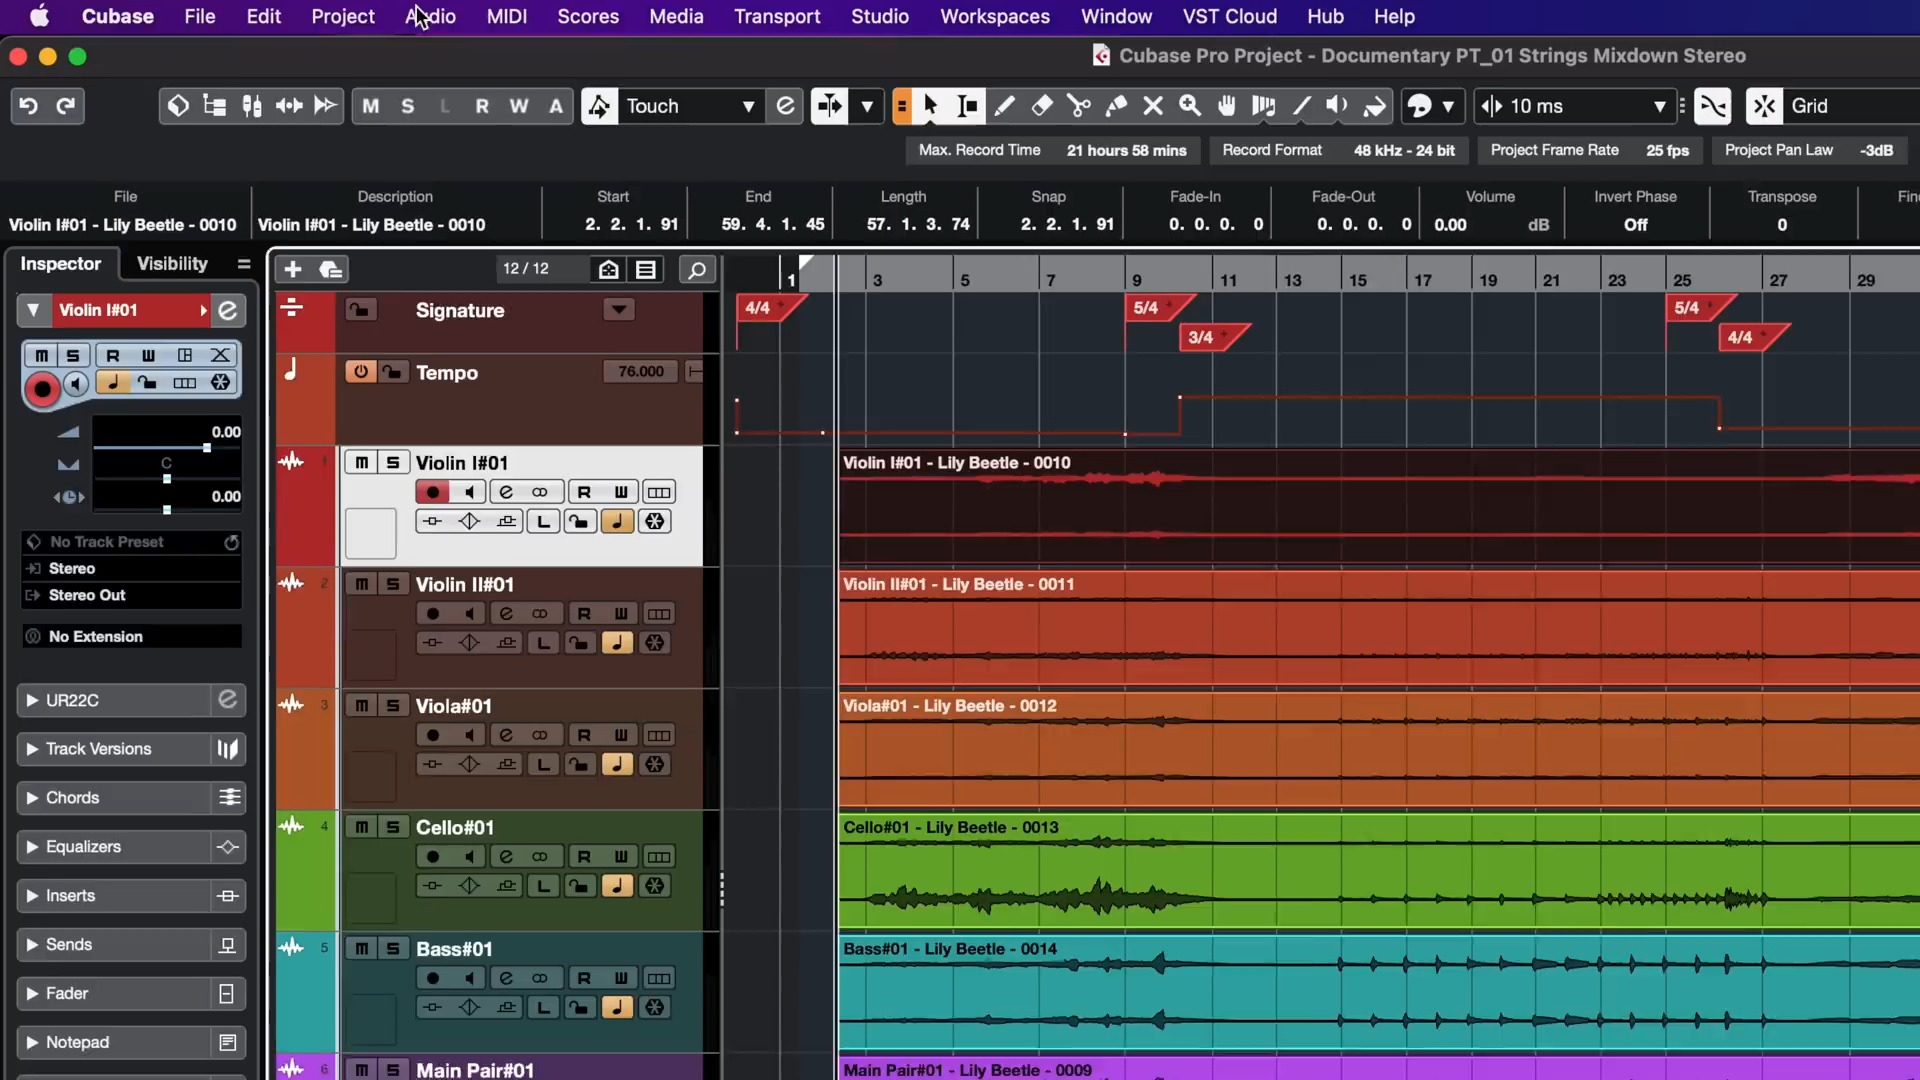 Cubase File Edit Project Audio MIDI Scores Media Transport Studio Workspaces Window VST Cloud Hub Help
Cubase Pro Project - Documentary PT_01 Strings Mixdown Stereo
M S L R W A Touch 10 ms Grid
Max. Record Time 21 hours 58 mins Record Format 48 kHz - 24 bit Project Frame Rate 25 fps Project Pan Law -3dB
File Description Start End Length Snap Fade-In Fade-Out Volume Invert Phase Transpose
Violin I#01 - Lily Beetle - 0010 Violin I#01 - Lily Beetle - 0010 2. 2. 1. 91 59. 4. 1. 45 57. 1. 3. 74 2. 2. 1. 91 0. 0. 0. 0 0. 0. 0. 0 0.00 dB Off 0
Inspector Visibility 12 / 12 1 3 5 7 9 11 13 15 17 19 21 23 25 27 29
Violin I#01 Signature 4/4 5/4 5/4
3/4 4/4
M S R W
Tempo 76.000
0.00
C
0.00
1 M S Violin I#01 Violin I#01 - Lily Beetle - 0010
R W
L
No Track Preset
Stereo
Stereo Out
No Extension
2 M S Violin II#01 Violin II#01 - Lily Beetle - 0011
R W
L
UR22C
3 M S Viola#01 Viola#01 - Lily Beetle - 0012
R W
L
Track Versions
Chords
4 M S Cello#01 Cello#01 - Lily Beetle - 0013
R W
L
Equalizers
Inserts
5 M S Bass#01 Bass#01 - Lily Beetle - 0014
R W
L
Sends
Fader
Notepad
6 M S Main Pair#01 Main Pair#01 - Lily Beetle - 0009